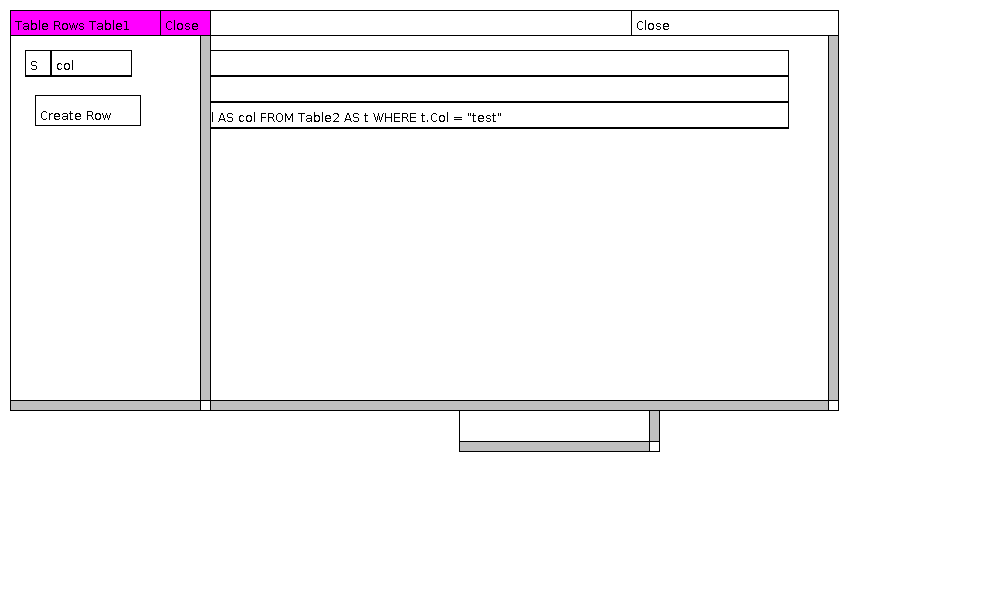 Table Rows Table1 Close Close
S col
Create Row
AS col FROM Table2 AS t WHERE t.Col = "test"